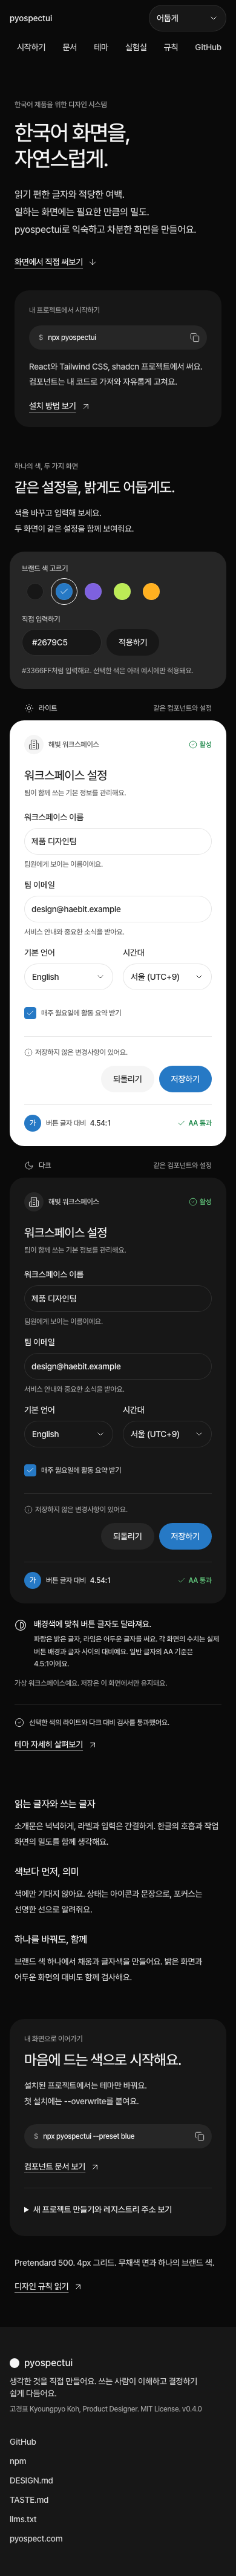 pyospectui
어둡게
시작하기 문서 테마 실험실 규칙 GitHub
한국어 제품을 위한 디자인 시스템
한국어 화면을,
자연스럽게.
읽기 편한 글자와 적당한 여백.
일하는 화면에는 필요한 만큼의 밀도.
pyospectui로 익숙하고 차분한 화면을 만들어요.
화면에서 직접 써보기
내 프로젝트에서 시작하기
$ npx pyospectui
React와 Tailwind CSS, shadcn 프로젝트에서 써요.
컴포넌트는 내 코드로 가져와 자유롭게 고쳐요.
설치 방법 보기
하나의 색, 두 가지 화면
같은 설정을, 밝게도 어둡게도.
색을 바꾸고 입력해 보세요.
두 화면이 같은 설정을 함께 보여줘요.
브랜드 색 고르기
직접 입력하기
#2679C5
적용하기
#3366FF처럼 입력해요. 선택한 색은 아래 예시에만 적용돼요.
라이트
같은 컴포넌트와 설정
해빛 워크스페이스
활성
워크스페이스 설정
팀이 함께 쓰는 기본 정보를 관리해요.
워크스페이스 이름
제품 디자인팀
팀원에게 보이는 이름이에요.
팀 이메일
design@haebit.example
서비스 안내와 중요한 소식을 받아요.
기본 언어 시간대
English 서울 (UTC+9)
매주 월요일에 활동 요약 받기
저장하지 않은 변경사항이 있어요.
되돌리기 저장하기
가 버튼 글자 대비 4.54:1 AA 통과
다크
같은 컴포넌트와 설정
해빛 워크스페이스
활성
워크스페이스 설정
팀이 함께 쓰는 기본 정보를 관리해요.
워크스페이스 이름
제품 디자인팀
팀원에게 보이는 이름이에요.
팀 이메일
design@haebit.example
서비스 안내와 중요한 소식을 받아요.
기본 언어 시간대
English 서울 (UTC+9)
매주 월요일에 활동 요약 받기
저장하지 않은 변경사항이 있어요.
되돌리기 저장하기
가 버튼 글자 대비 4.54:1 AA 통과
배경색에 맞춰 버튼 글자도 달라져요.
파랑은 밝은 글자, 라임은 어두운 글자를 써요. 각 화면의 수치는 실제
버튼 배경과 글자 사이의 대비예요. 일반 글자의 AA 기준은
4.5:1이에요.
가상 워크스페이스예요. 저장은 이 화면에서만 유지돼요.
선택한 색의 라이트와 다크 대비 검사를 통과했어요.
테마 자세히 살펴보기
읽는 글자와 쓰는 글자
소개문은 넉넉하게, 라벨과 입력은 간결하게. 한글의 호흡과 작업
화면의 밀도를 함께 생각해요.
색보다 먼저, 의미
색에만 기대지 않아요. 상태는 아이콘과 문장으로, 포커스는
선명한 선으로 알려줘요.
하나를 바꿔도, 함께
브랜드 색 하나에서 채움과 글자색을 만들어요. 밝은 화면과
어두운 화면의 대비도 함께 검사해요.
내 화면으로 이어가기
마음에 드는 색으로 시작해요.
설치된 프로젝트에서는 테마만 바꿔요.
첫 설치에는 --overwrite를 붙여요.
$ npx pyospectui --preset blue
컴포넌트 문서 보기
새 프로젝트 만들기와 레지스트리 주소 보기
Pretendard 500. 4px 그리드. 무채색 면과 하나의 브랜드 색.
디자인 규칙 읽기
pyospectui
생각한 것을 직접 만들어요. 쓰는 사람이 이해하고 결정하기
쉽게 다듬어요.
고경표 Kyoungpyo Koh, Product Designer. MIT License. v0.4.0
GitHub
npm
DESIGN.md
TASTE.md
llms.txt
pyospect.com